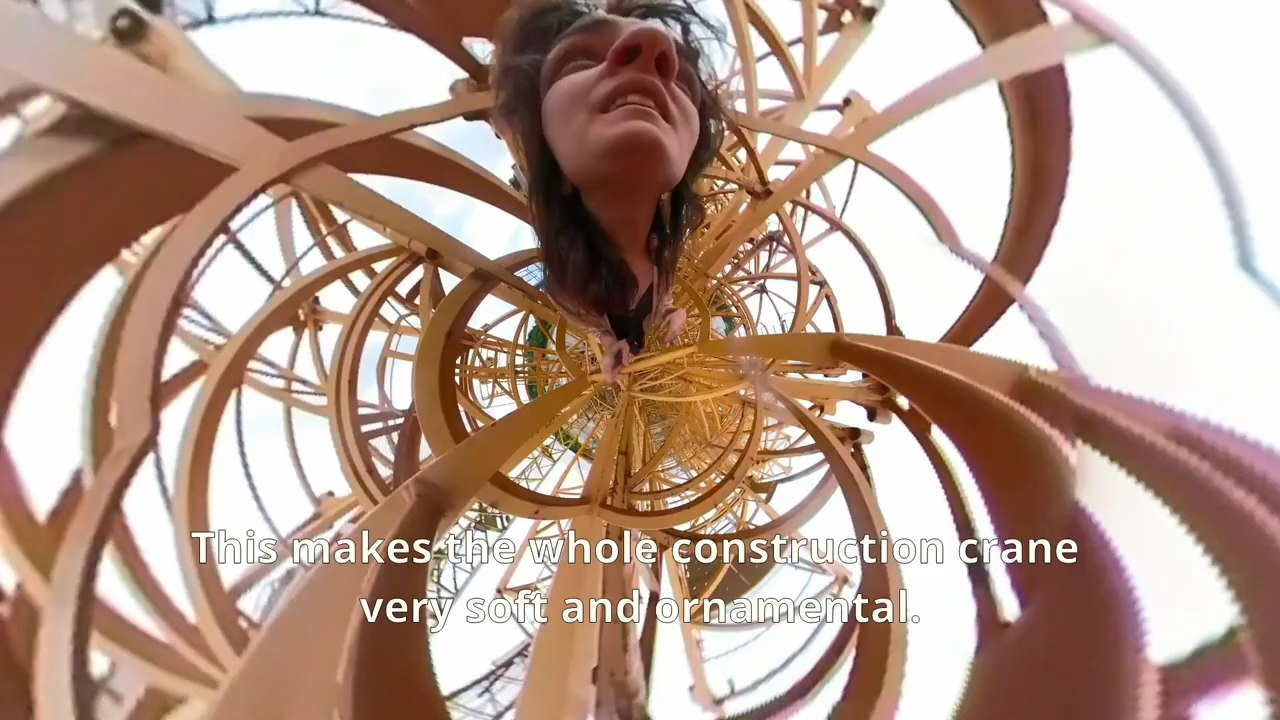 This makes the whole construction crane
very soft and ornamental.